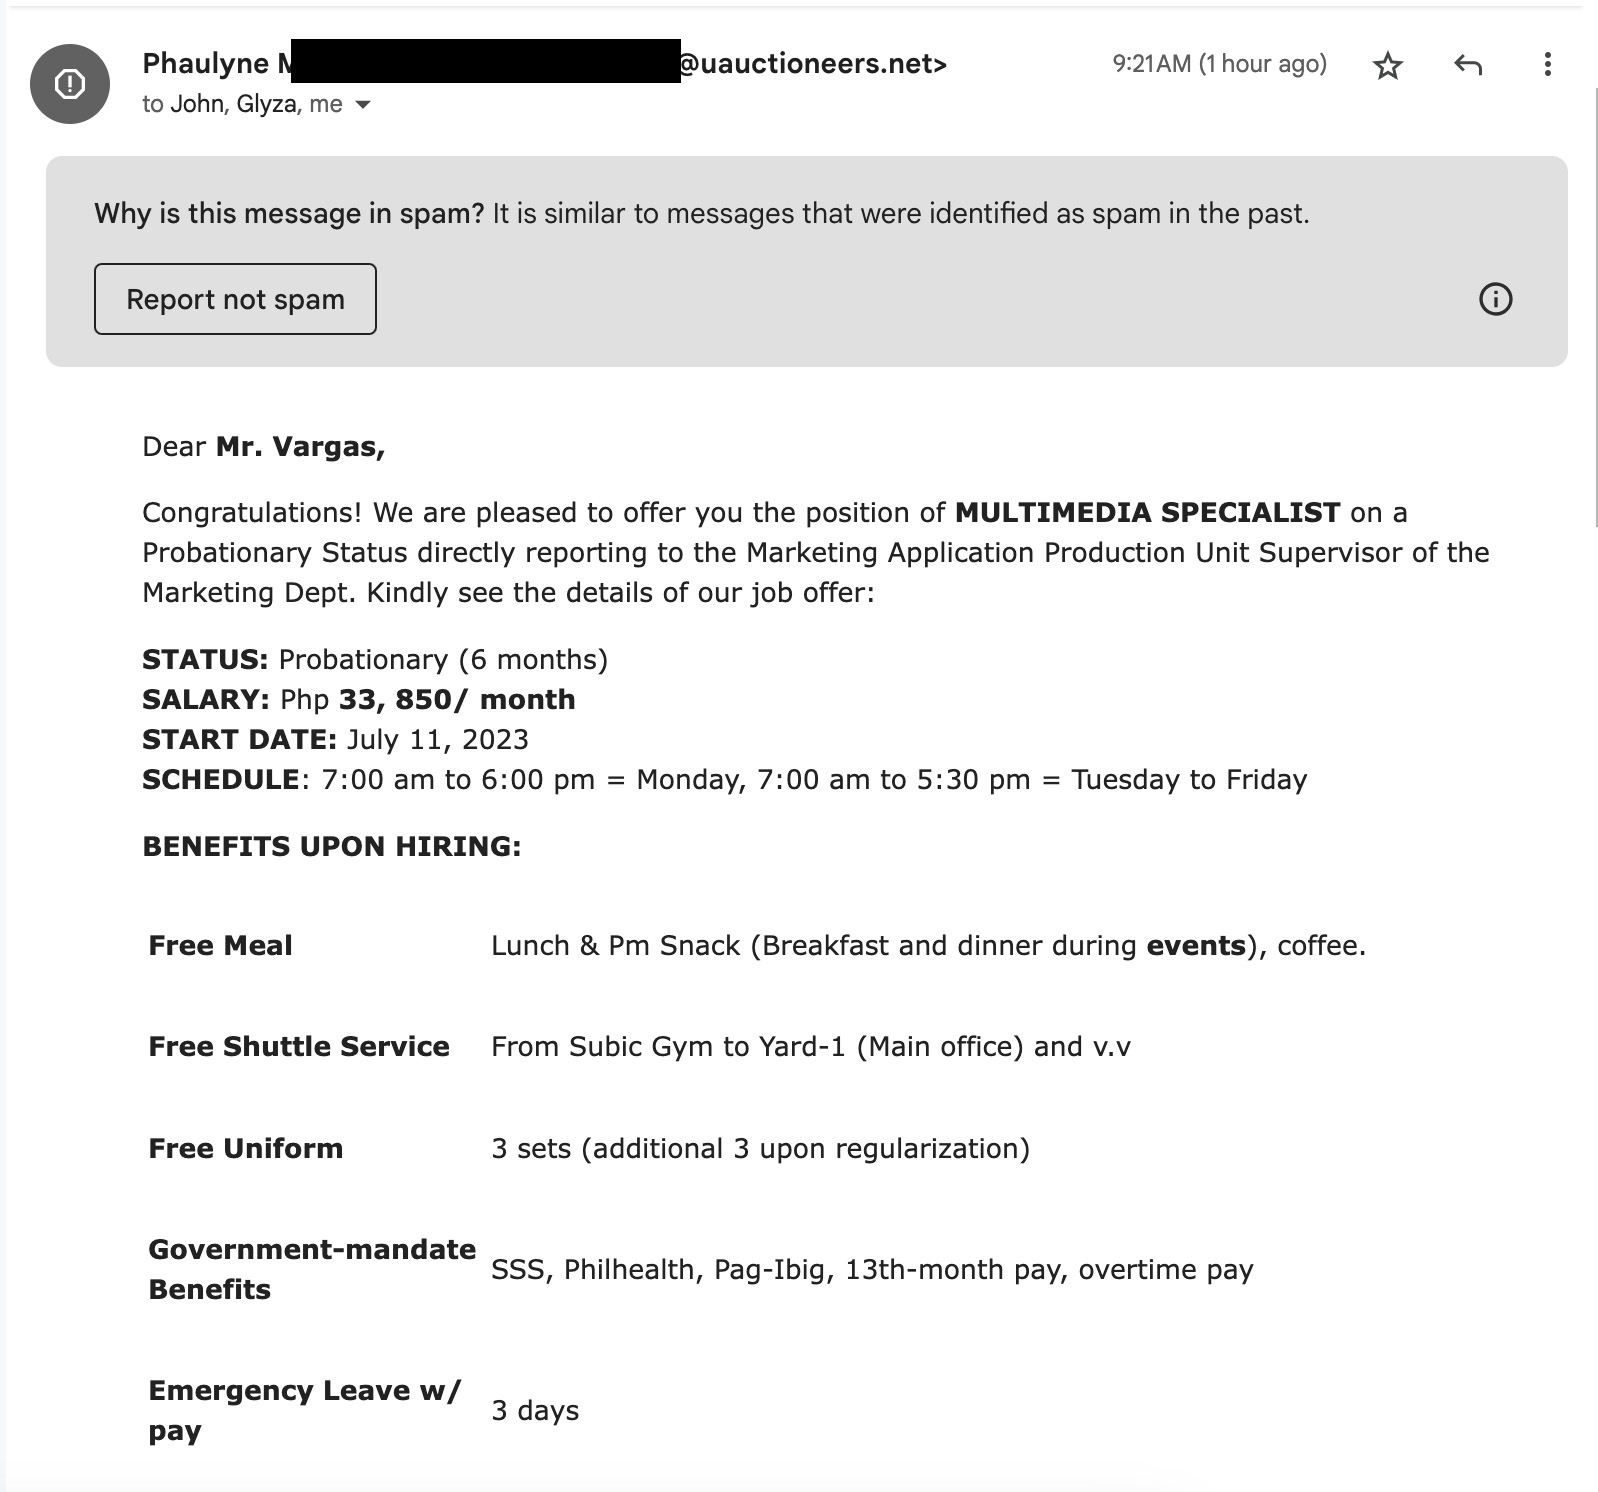 Phaulyne M @uauctioneers.net>
9:21 AM (1 hour ago)
to John, Glyza, me
Why is this message in spam? It is similar to messages that were identified as spam in the past.
Report not spam
Dear Mr. Vargas,
Congratulations! We are pleased to offer you the position of MULTIMEDIA SPECIALIST on a
Probationary Status directly reporting to the Marketing Application Production Unit Supervisor of the
Marketing Dept. Kindly see the details of our job offer:
STATUS: Probationary (6 months)
SALARY: Php 33, 850/ month
START DATE: July 11, 2023
SCHEDULE: 7:00 am to 6:00 pm = Monday, 7:00 am to 5:30 pm = Tuesday to Friday
BENEFITS UPON HIRING:
Free Meal Lunch & Pm Snack (Breakfast and dinner during events), coffee.
Free Shuttle Service From Subic Gym to Yard-1 (Main office) and v.v
Free Uniform 3 sets (additional 3 upon regularization)
Government-mandate
Benefits
SSS, Philhealth, Pag-Ibig, 13th-month pay, overtime pay
Emergency Leave w/
pay
3 days